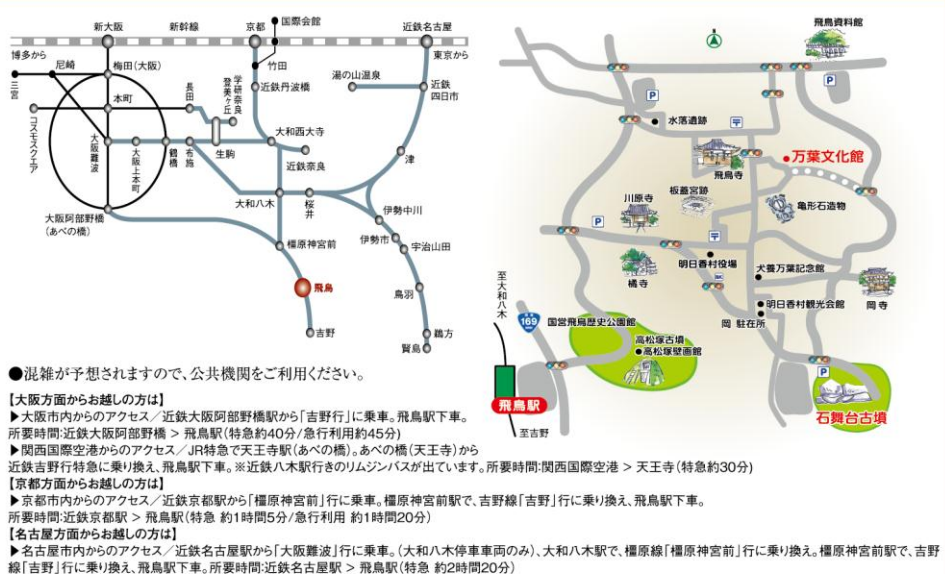 新大阪
新幹線
京都
国際会館
近鉄名古屋
博多から
東京から
三宮
尼崎
梅田(大阪)
竹田
近鉄丹波橋
湯の山温泉
近鉄
四日市
コスモスクエア
本町
長田
学研奈良
登美ヶ丘
生駒
大和西大寺
近鉄奈良
大阪難波
大阪上本町
鶴橋
布施
津
大和八木
桜井
伊勢中川
大阪阿部野橋
(あべの橋)
橿原神宮前
伊勢市
宇治山田
飛鳥
鳥羽
吉野
鵜方
賢島
飛鳥資料館
P
P
水落遺跡
〒
飛鳥寺
万葉文化館
川原寺
板蓋宮跡
亀形石造物
P
〒
明日香村役場
橘寺
犬養万葉記念館
岡寺
明日香村観光会館
岡 駐在所
至大和八木
169
国営飛鳥歴史公園館
高松塚古墳
高松塚壁画館
P
飛鳥駅
石舞台古墳
至吉野
●混雑が予想されますので、公共機関をご利用ください。
【大阪方面からお越しの方は】
▶大阪市内からのアクセス/近鉄大阪阿部野橋駅から「吉野行」に乗車。飛鳥駅下車。
所要時間:近鉄大阪阿部野橋 > 飛鳥駅(特急約40分/急行利用約45分)
▶関西国際空港からのアクセス/JR特急で天王寺駅(あべの橋)。あべの橋(天王寺)から
近鉄吉野行特急に乗り換え、飛鳥駅下車。※近鉄八木駅行きのリムジンバスが出ています。所要時間:関西国際空港 > 天王寺(特急約30分)
【京都方面からお越しの方は】
▶京都市内からのアクセス/近鉄京都駅から「橿原神宮前」行に乗車。橿原神宮前駅で、吉野線「吉野」行に乗り換え、飛鳥駅下車。
所要時間:近鉄京都駅 > 飛鳥駅(特急 約1時間5分/急行利用 約1時間20分)
【名古屋方面からお越しの方は】
▶名古屋市内からのアクセス/近鉄名古屋駅から「大阪難波」行に乗車。(大和八木停車車両のみ)、大和八木駅で、橿原線「橿原神宮前」行に乗り換え。橿原神宮前駅で、吉野
線「吉野」行に乗り換え、飛鳥駅下車。所要時間:近鉄名古屋駅 > 飛鳥駅(特急 約2時間20分)